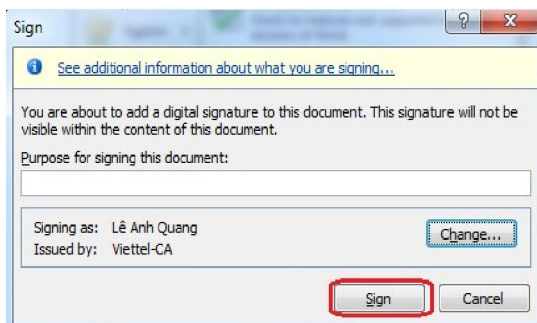 Sign
See additional information about what you are signing...
You are about to add a digital signature to this document. This signature will not be
visible within the content of this document.
Purpose for signing this document:
Signing as: Lê Anh Quang
Change...
Issued by: Viettel-CA
Sign Cancel